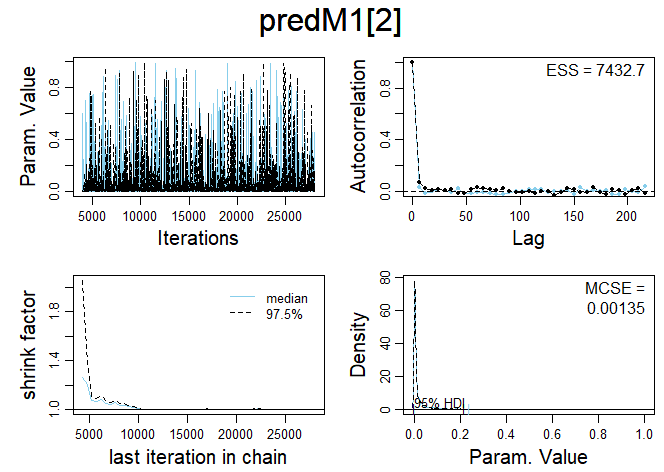 predM1[2]
Param. Value
0.0 0.4 0.8
5000 10000 15000 20000 25000
Iterations
Autocorrelation
0.0 0.4 0.8
ESS = 7432.7
0 50 100 150 200
Lag
shrink factor
1.0 1.4 1.8
median
97.5%
5000 10000 15000 20000 25000
last iteration in chain
Density
0 20 40 60 80
MCSE =
0.00135
95% HDI
0.0 0.2 0.4 0.6 0.8 1.0
Param. Value